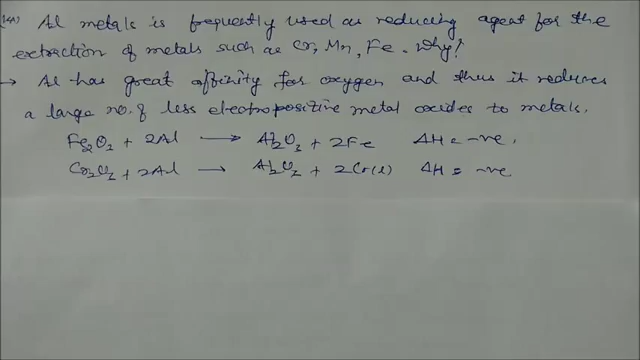 (14) Al metals is frequently used as reducing agent for the
extraction of metals such as Cr, Mn, Fe. Why?
→ Al has great affinity for oxygen and thus it reduces
a large no. of less electropositive metal oxides to metals.
Fe₂O₃ + 2Al → Al₂O₃ + 2Fe ΔH = -ve.
Cr₂O₃ + 2Al → Al₂O₃ + 2Cr(l) ΔH = -ve